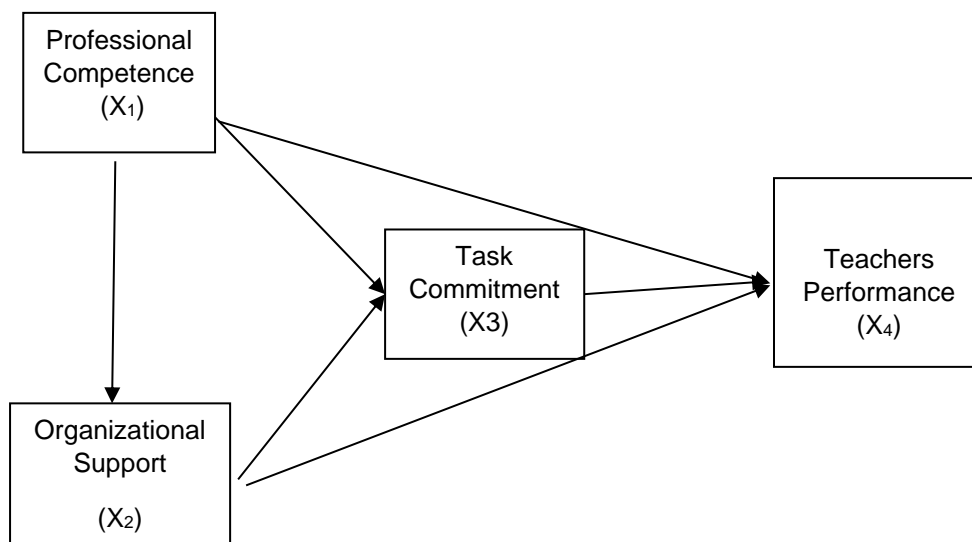 Professional
Competence
(X₁)
Task
Commitment
(X3)
Teachers
Performance
(X₄)
Organizational
Support
(X₂)